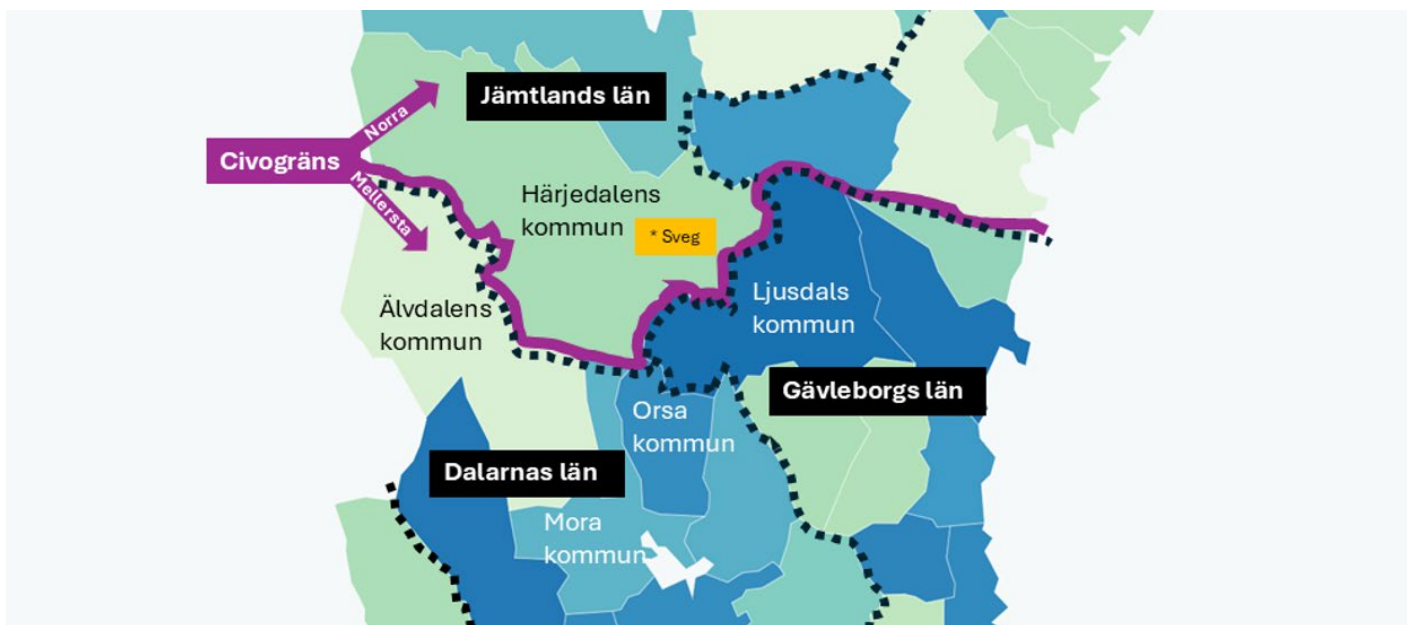 Jämtlands län
Norra
Civogräns
Mellersta
Härjedalens
kommun
* Sveg
Älvdalens
kommun
Ljusdals
kommun
Gävleborgs län
Orsa
kommun
Dalarnas län
Mora
kommun